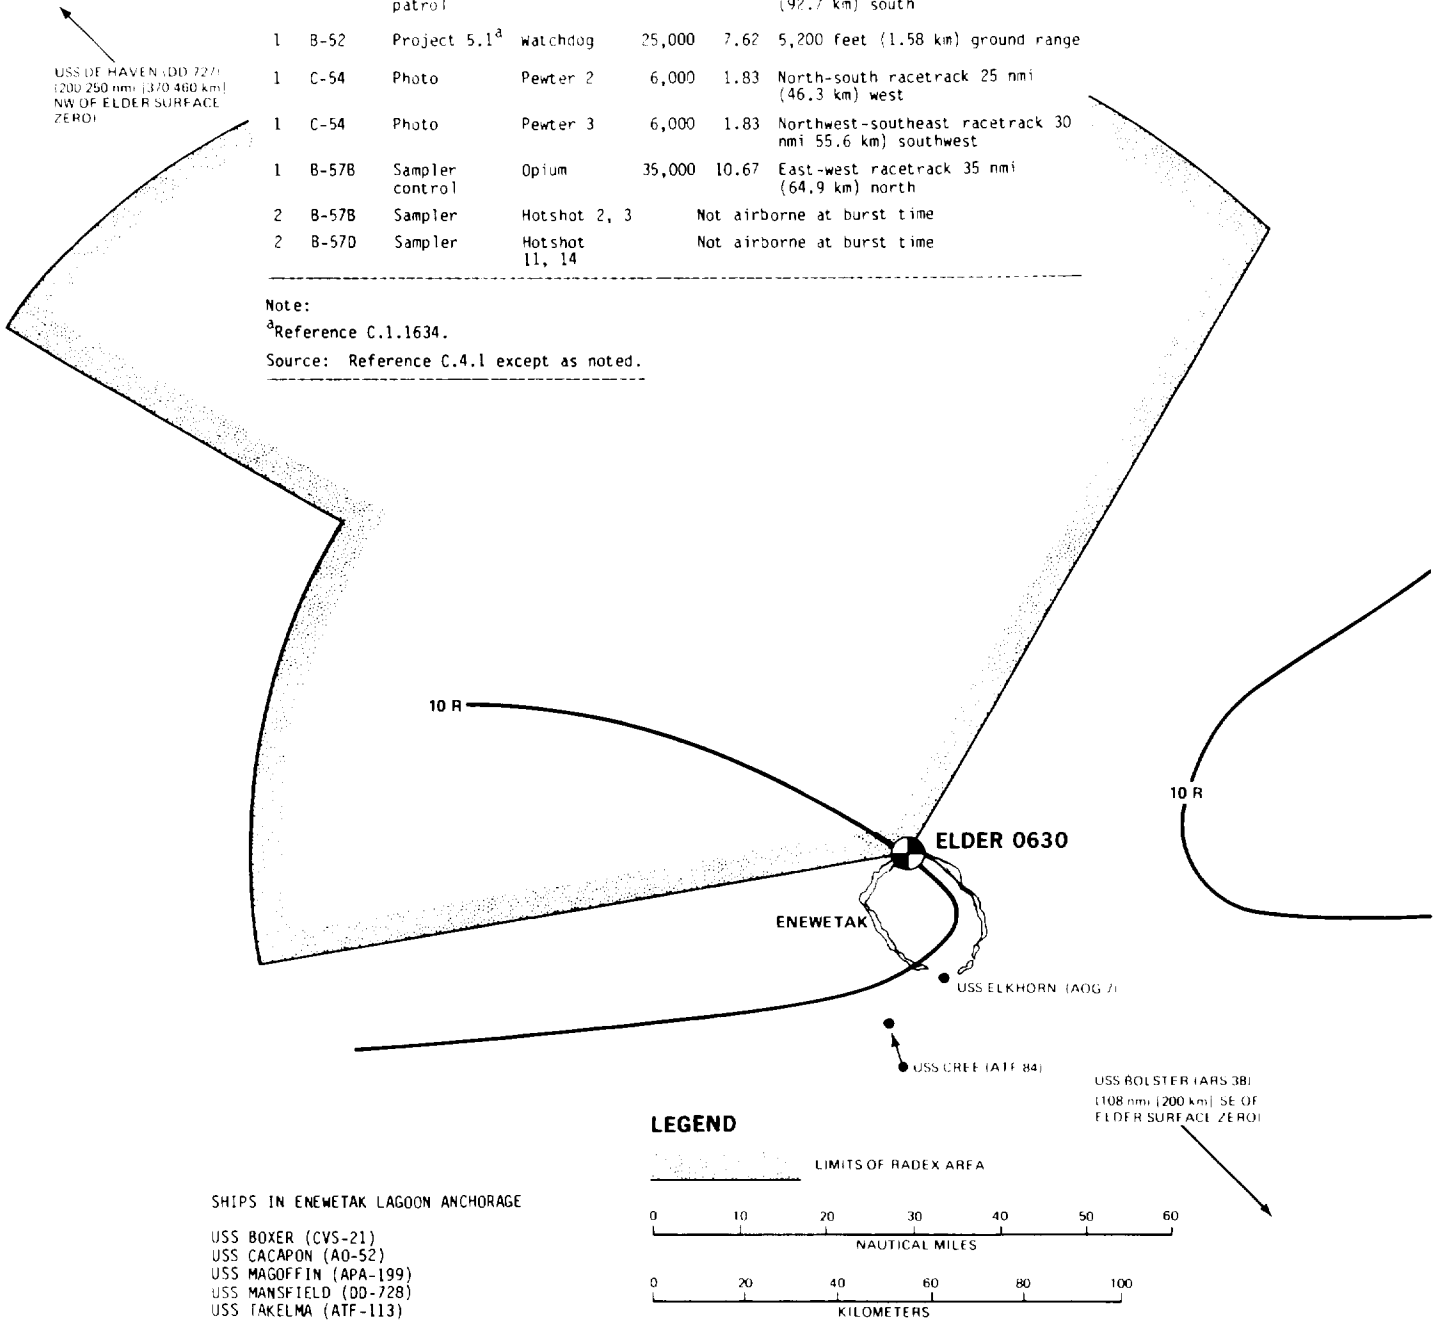 patrol (92.7 km) south
1 B-52 Project 5.1a Watchdog 25,000 7.62 5,200 feet (1.58 km) ground range
1 C-54 Photo Pewter 2 6,000 1.83 North-south racetrack 25 nmi
(46.3 km) west
1 C-54 Photo Pewter 3 6,000 1.83 Northwest-southeast racetrack 30
nmi 55.6 km) southwest
1 B-57B Sampler Opium 35,000 10.67 East-west racetrack 35 nmi
control (64.9 km) north
2 B-57B Sampler Hotshot 2, 3 Not airborne at burst time
2 B-57D Sampler Hotshot Not airborne at burst time
11, 14
Note:
aReference C.1.1634.
Source: Reference C.4.1 except as noted.
USS DE HAVEN (DD 727)
(200 250 nmi [370 460 km]
NW OF ELDER SURFACE
ZERO)
10 R
10 R
ELDER 0630
ENEWETAK
USS ELKHORN (AOG 7)
USS CREE (ATF 84)
USS BOLSTER (ARS 38)
(108 nmi [200 km] SE OF
ELDER SURFACE ZERO)
LEGEND
LIMITS OF RADEX AREA
0 10 20 30 40 50 60
NAUTICAL MILES
0 20 40 60 80 100
KILOMETERS
SHIPS IN ENEWETAK LAGOON ANCHORAGE
USS BOXER (CVS-21)
USS CACAPON (AO-52)
USS MAGOFFIN (APA-199)
USS MANSFIELD (DD-728)
USS TAKELMA (ATF-113)